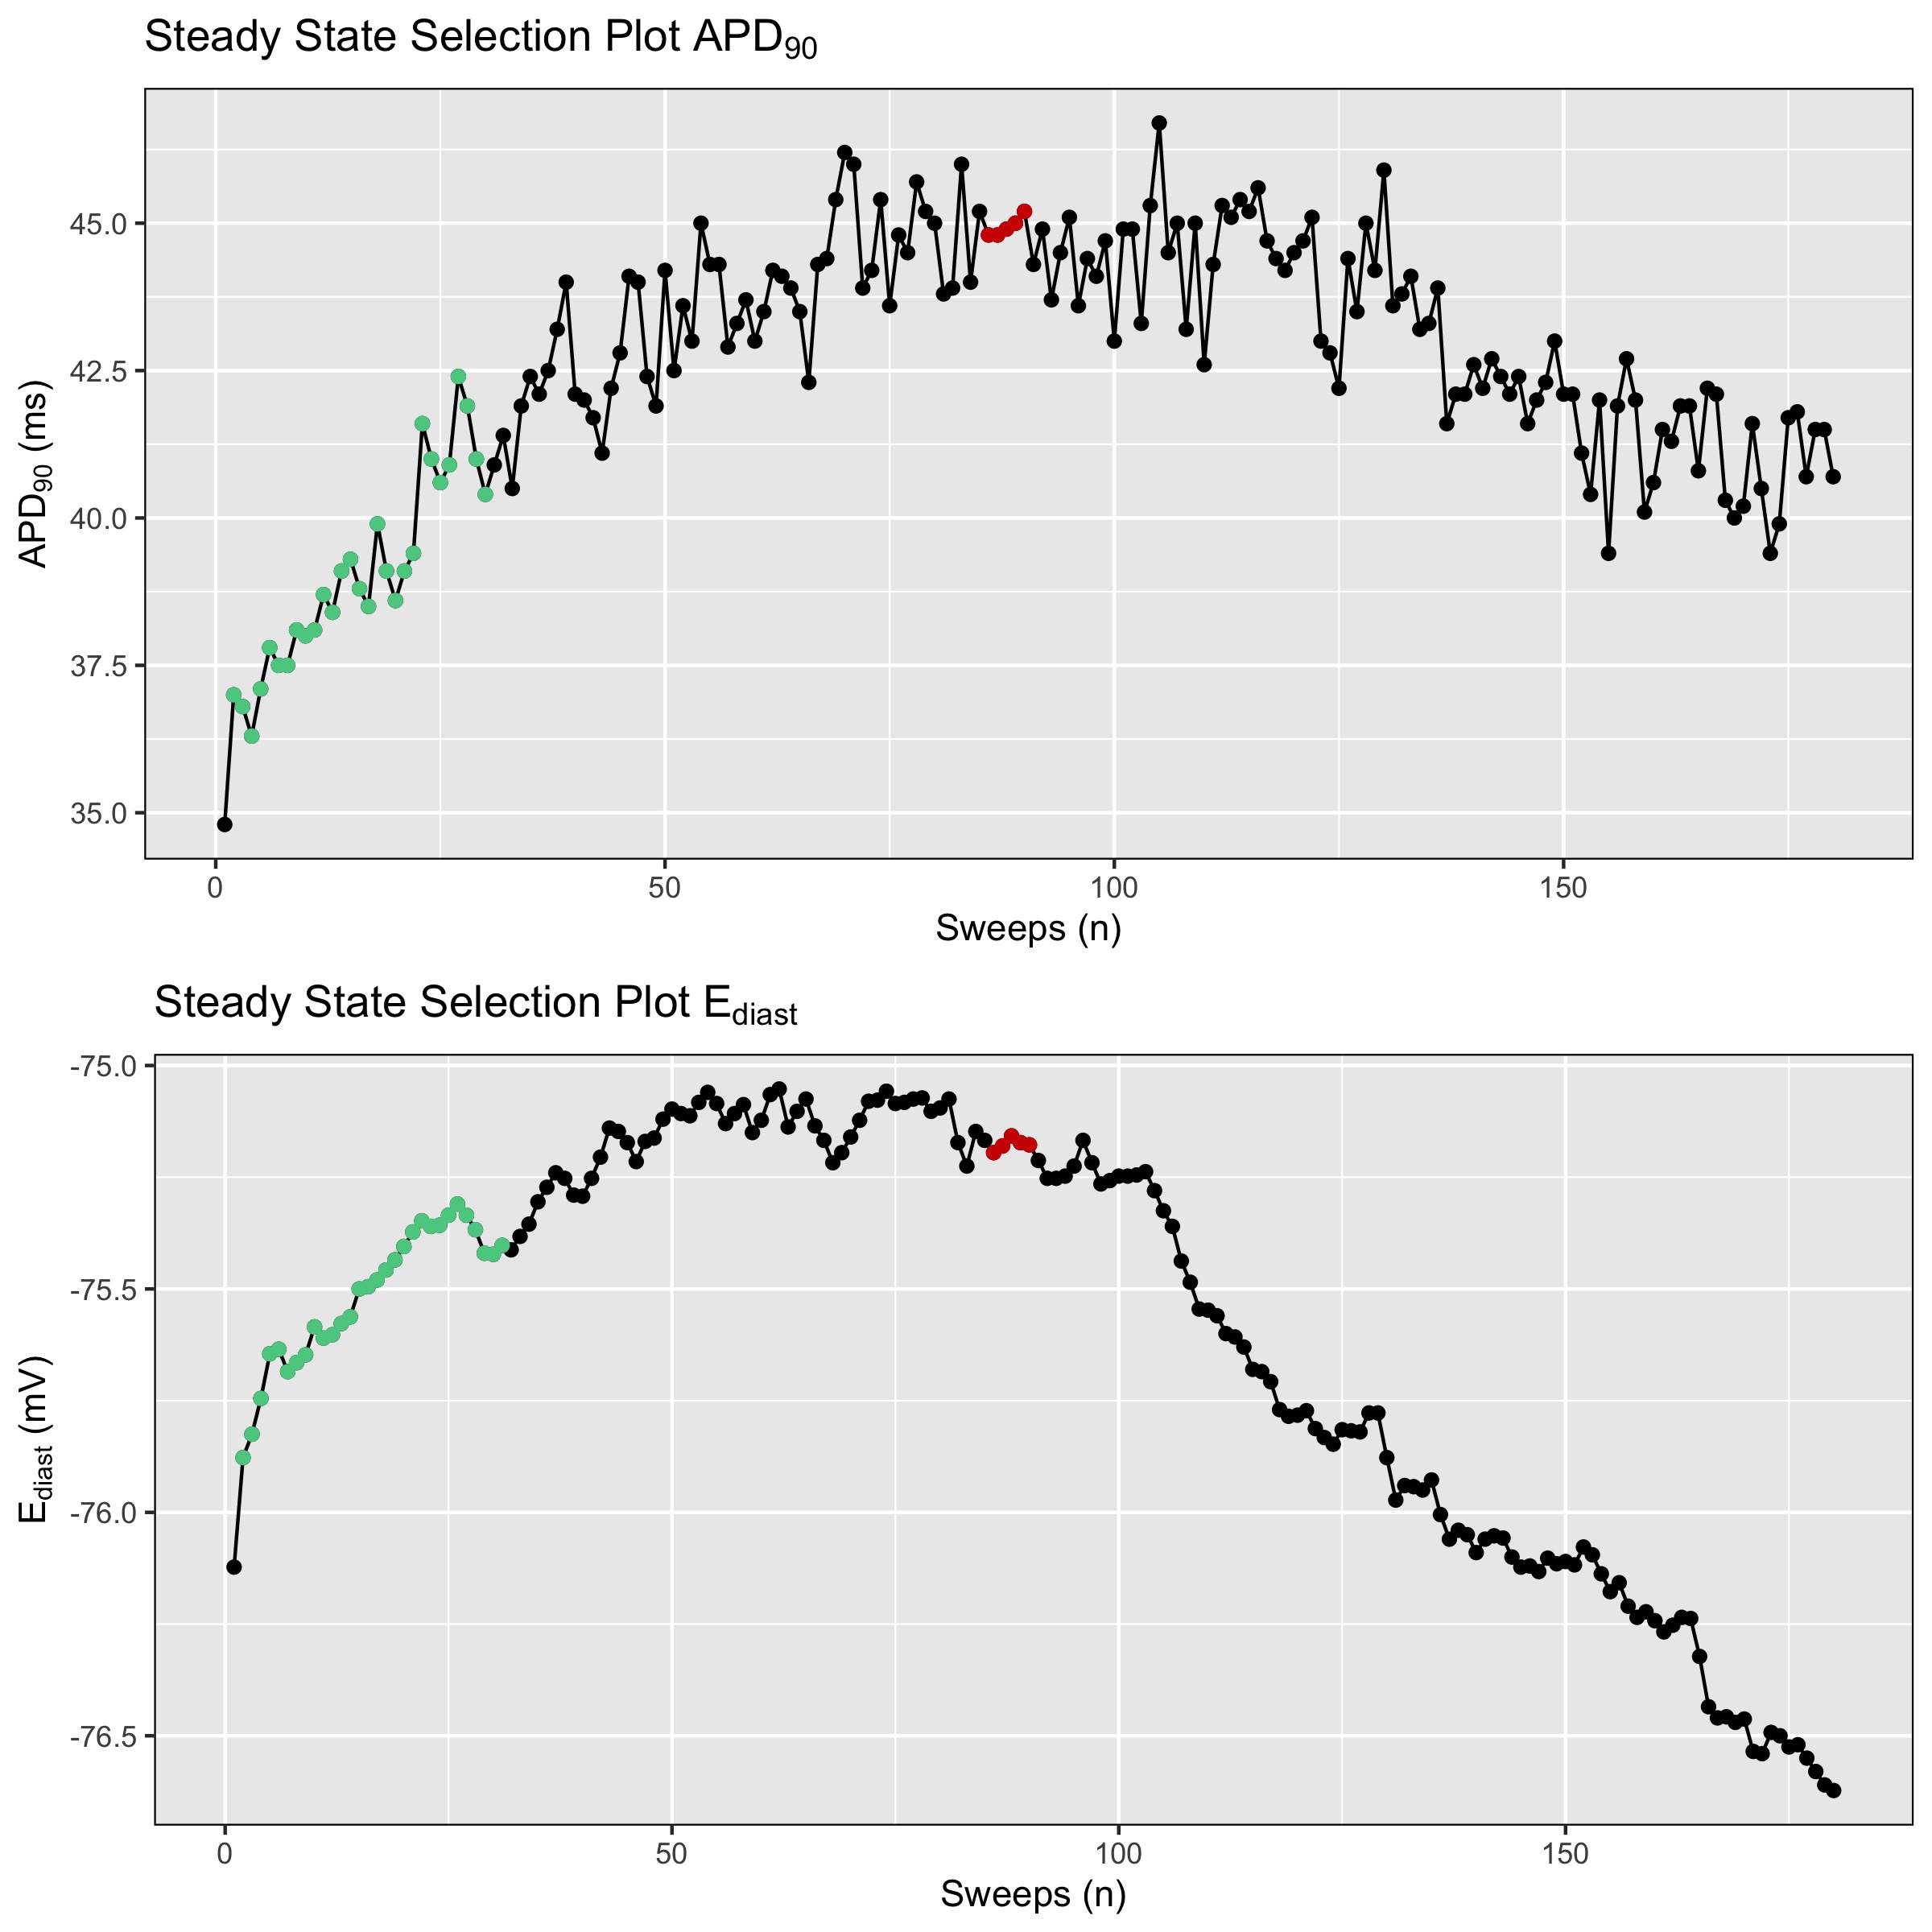 Steady State Selection Plot APD90
45.0
42.5
40.0
37.5
35.0
APD90 (ms)
0 50 100 150
Sweeps (n)
Steady State Selection Plot Ediast
-75.0
-75.5
-76.0
-76.5
Ediast (mV)
0 50 100 150
Sweeps (n)